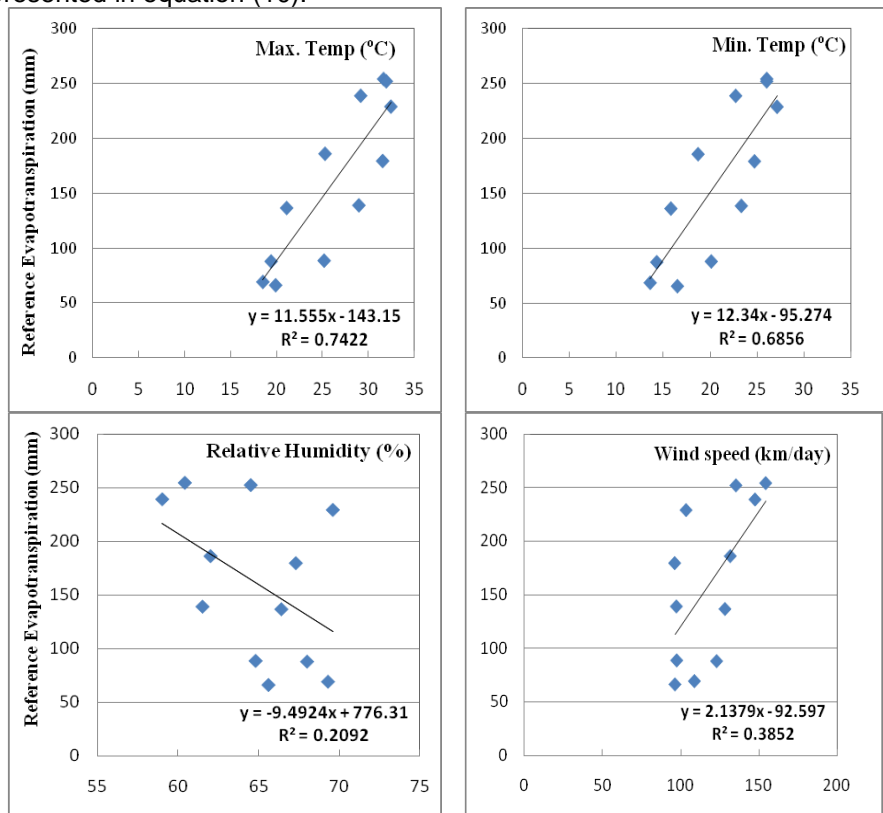 presented in equation (16).
Max. Temp (°C)
Reference Evapotranspiration (mm)
300
250
200
150
100
50
0
0 5 10 15 20 25 30 35
y = 11.555x - 143.15
R² = 0.7422
Min. Temp (°C)
300
250
200
150
100
50
0
0 5 10 15 20 25 30 35
y = 12.34x - 95.274
R² = 0.6856
Relative Humidity (%)
Reference Evapotranspiration (mm)
300
250
200
150
100
50
0
55 60 65 70 75
y = -9.4924x + 776.31
R² = 0.2092
Wind speed (km/day)
300
250
200
150
100
50
0
0 50 100 150 200
y = 2.1379x - 92.597
R² = 0.3852